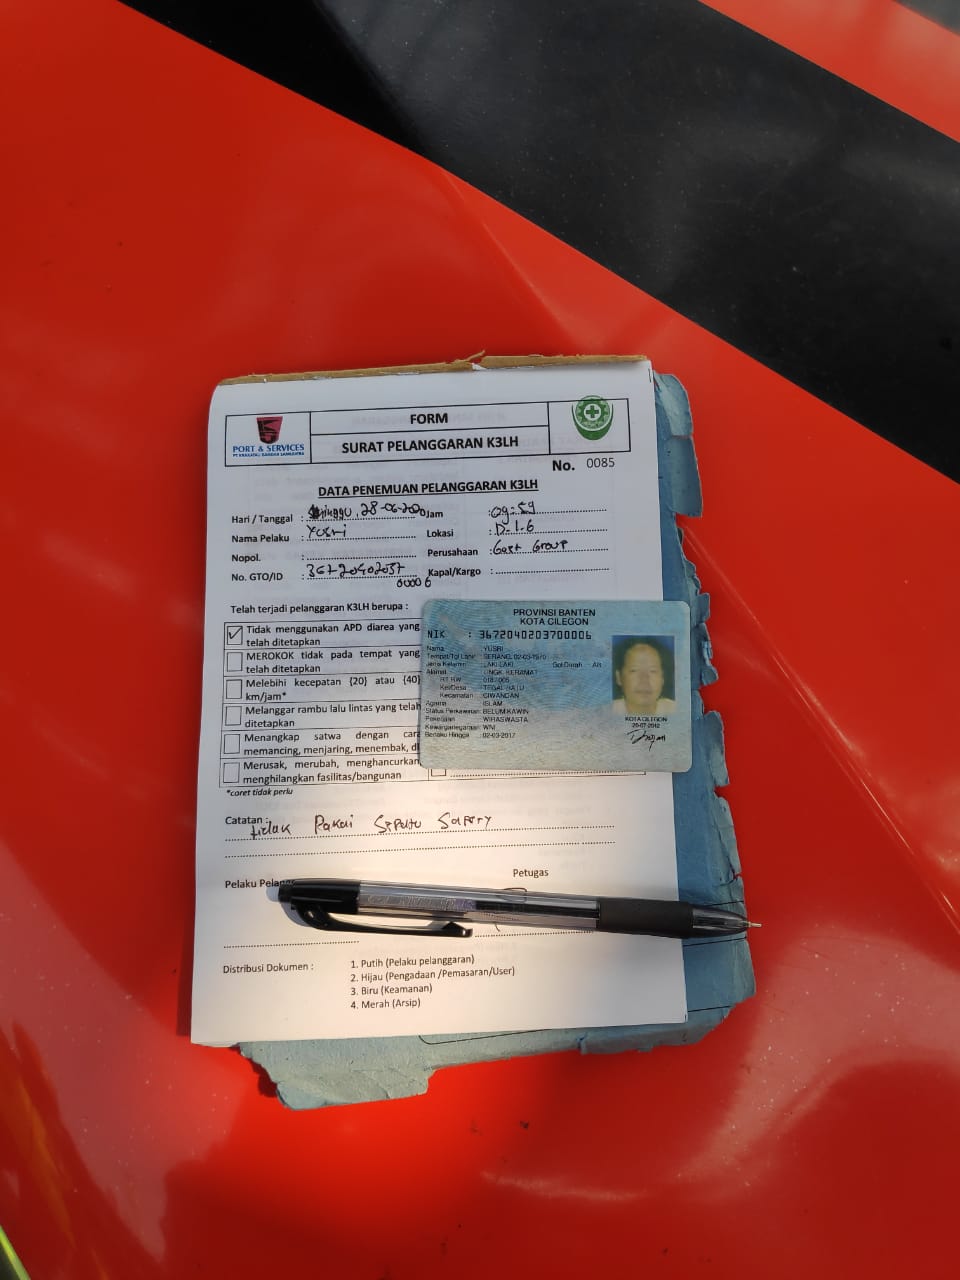 FORM
SURAT PELANGGARAN K3LH
PORT & SERVICES
PT KRAKATAU BANDAR SAMUDERA
No. 0085
DATA PENEMUAN PELANGGARAN K3LH
Hari / Tanggal : Minggu, 28-06-2020 Jam : 09:59
Nama Pelaku : Yusri Lokasi : D.1.6
Nopol. : Perusahaan : Group
No. GTO/ID : 36720402037 00006 Kapal/Kargo :
Telah terjadi pelanggaran K3LH berupa :
Tidak menggunakan APD diarea yang telah ditetapkan
MEROKOK tidak pada tempat yang telah ditetapkan
Melebihi kecepatan {20} atau {40} km/jam*
Melanggar rambu lalu lintas yang telah ditetapkan
Menangkap satwa dengan cara memancing, menjaring, menembak, dl
Merusak, merubah, menghancurkan menghilangkan fasilitas/bangunan
*coret tidak perlu
PROVINSI BANTEN
KOTA CILEGON
NIK : 3672040203700006
Nama : YUSRI
Tempat/Tgl Lahir : SERANG, 02-03-1970
Jenis Kelamin : LAKI-LAKI Gol Darah : AB
Alamat : LINGK. KERAMAT
RT/RW : 018/005
Kel/Desa : TEGAL RATU
Kecamatan : CIWANDAN
Agama : ISLAM
Status Perkawinan : BELUM KAWIN
Pekerjaan : WIRASWASTA
Kewarganegaraan : WNI
Berlaku Hingga : 02-03-2017
KOTA CILEGON
26-07-2012
Catatan : tidak Pakai Sepatu Safety
Pelaku Pelan
Petugas
Distribusi Dokumen :
1. Putih (Pelaku pelanggaran)
2. Hijau (Pengadaan /Pemasaran/User)
3. Biru (Keamanan)
4. Merah (Arsip)